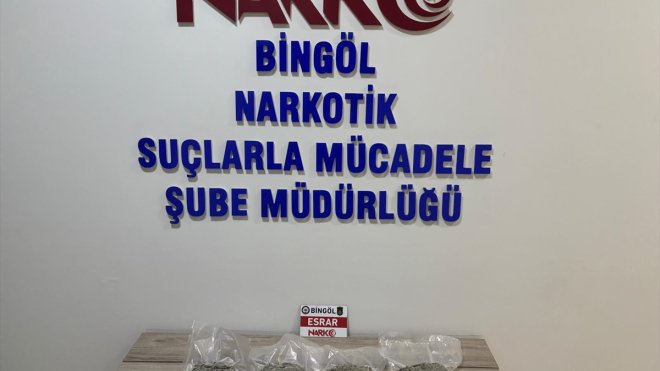 NARKO
BİNGÖL
NARKOTİK
SUÇLARLA MÜCADELE
ŞUBE MÜDÜRLÜĞÜ
BİNGÖL
ESRAR
NARKO